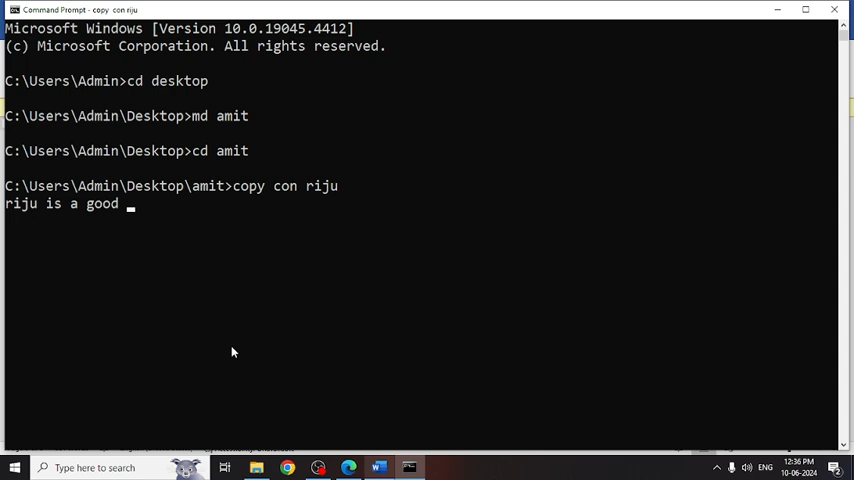 Command Prompt - copy  con riju
Microsoft Windows [Version 10.0.19045.4412]
(c) Microsoft Corporation. All rights reserved.
C:\Users\Admin>cd desktop
C:\Users\Admin\Desktop>md amit
C:\Users\Admin\Desktop>cd amit
C:\Users\Admin\Desktop\amit>copy con riju
riju is a good
Type here to search
ENG
12:36 PM
10-06-2024
2